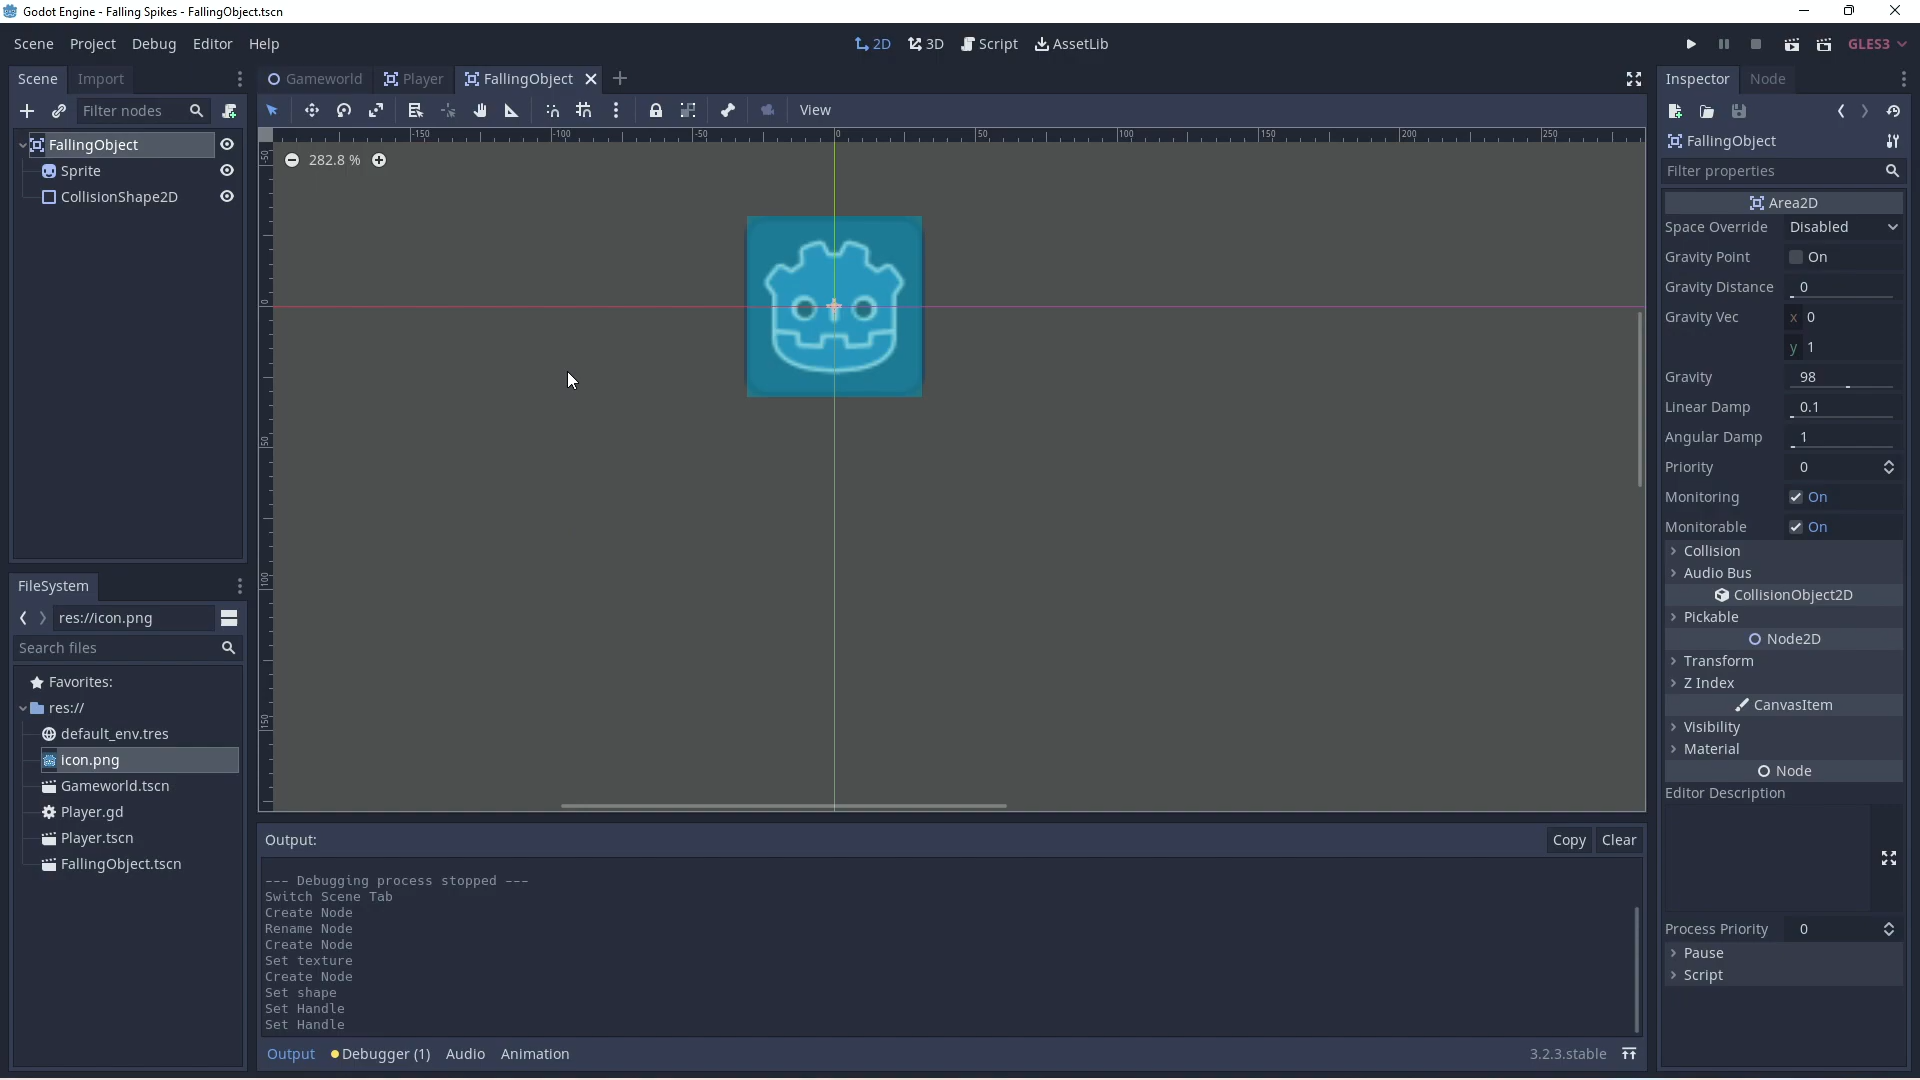 Godot Engine - Falling Spikes - FallingObject.tscn
Scene Project Debug Editor Help
2D 3D Script AssetLib
GLES3
Scene Import
Filter nodes
FallingObject
Sprite
CollisionShape2D
FileSystem
res://icon.png
Search files
Favorites:
res://
default_env.tres
icon.png
Gameworld.tscn
Player.gd
Player.tscn
FallingObject.tscn
Gameworld Player FallingObject
View
-150 -100 -50 0 50 100 150 200 250
-50
0
50
100
150
282.8 %
Output:
Copy Clear
--- Debugging process stopped ---
Switch Scene Tab
Create Node
Rename Node
Create Node
Set texture
Create Node
Set shape
Set Handle
Set Handle
Output Debugger (1) Audio Animation
3.2.3.stable
Inspector Node
FallingObject
Filter properties
Area2D
Space Override Disabled
Gravity Point On
Gravity Distance 0
Gravity Vec x 0
y 1
Gravity 98
Linear Damp 0.1
Angular Damp 1
Priority 0
Monitoring On
Monitorable On
Collision
Audio Bus
CollisionObject2D
Pickable
Node2D
Transform
Z Index
CanvasItem
Visibility
Material
Node
Editor Description
Process Priority 0
Pause
Script